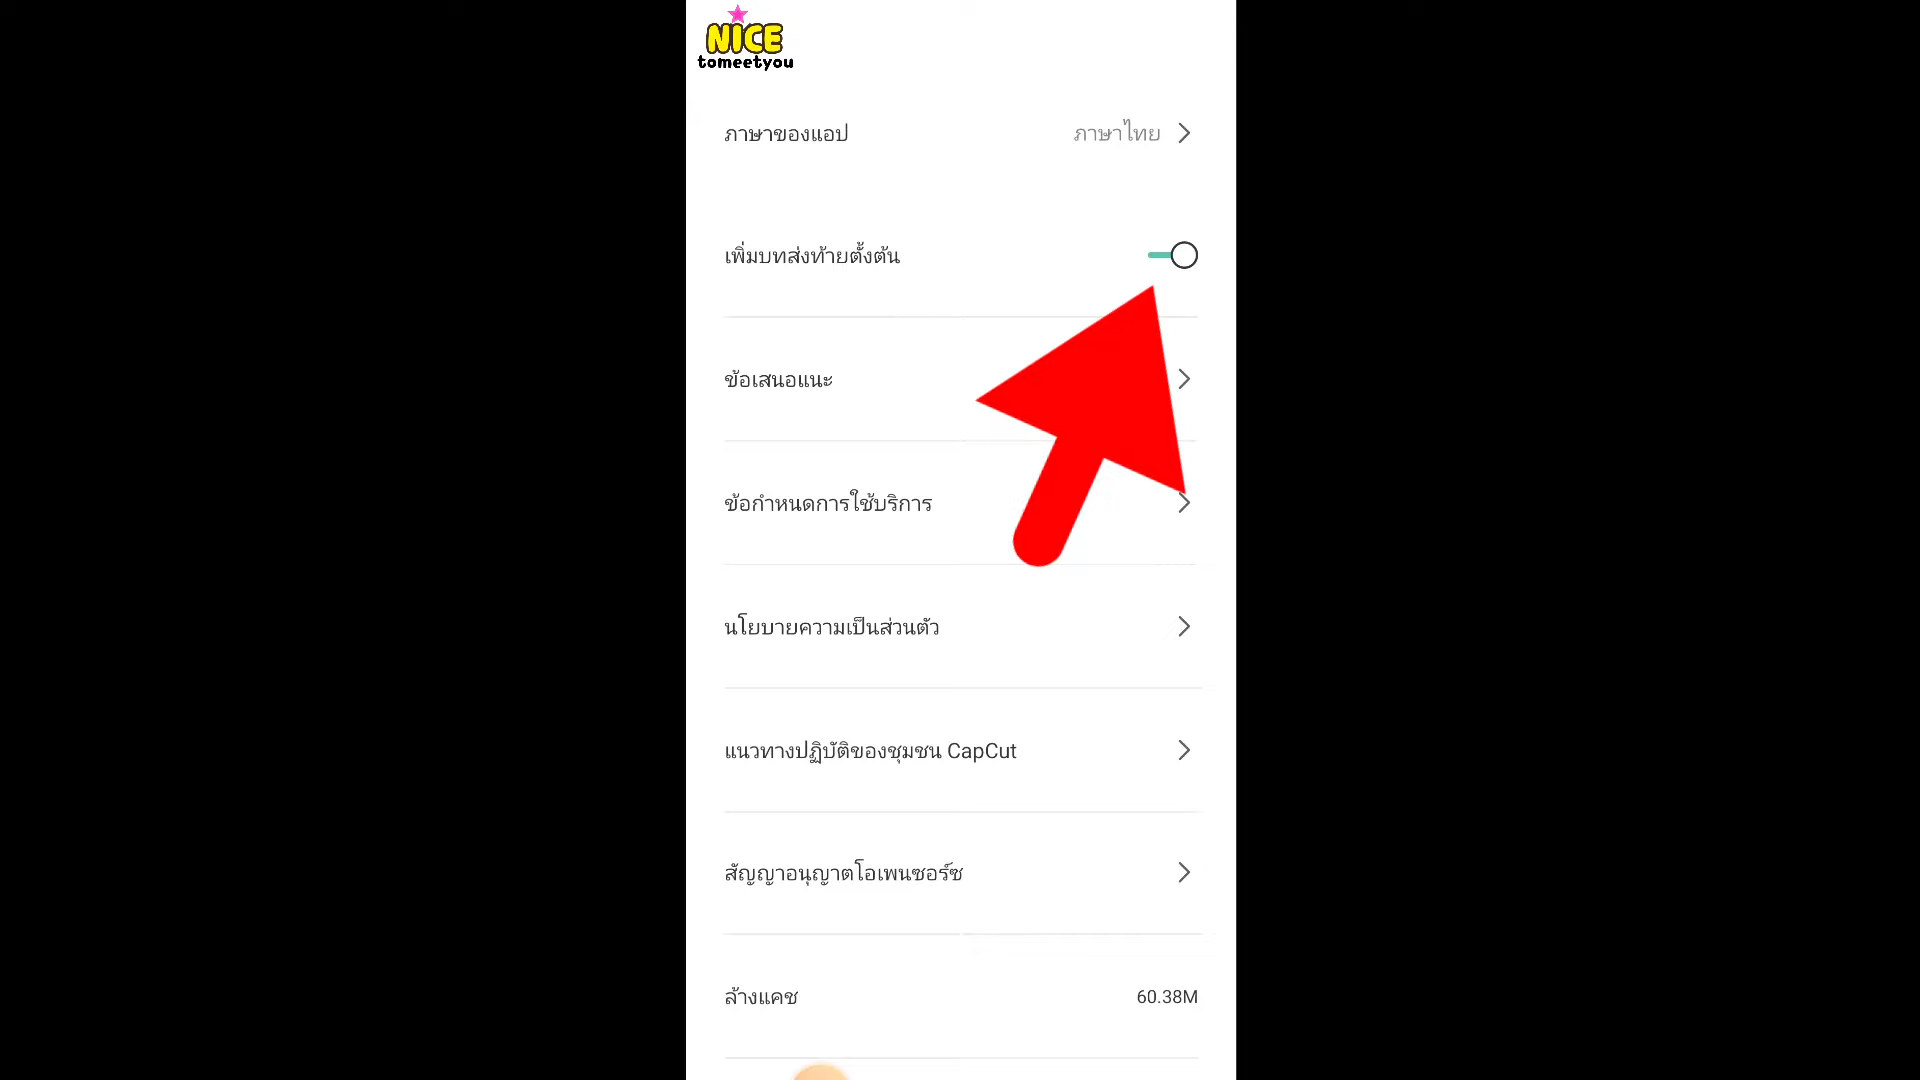 NICE
tomeetyou
ภาษาของแอป ภาษาไทย
เพิ่มบทส่งท้ายตั้งต้น
ข้อเสนอแนะ
ข้อกำหนดการใช้บริการ
นโยบายความเป็นส่วนตัว
แนวทางปฏิบัติของชุมชน CapCut
สัญญาอนุญาตโอเพนซอร์ซ
ล้างแคช 60.38M